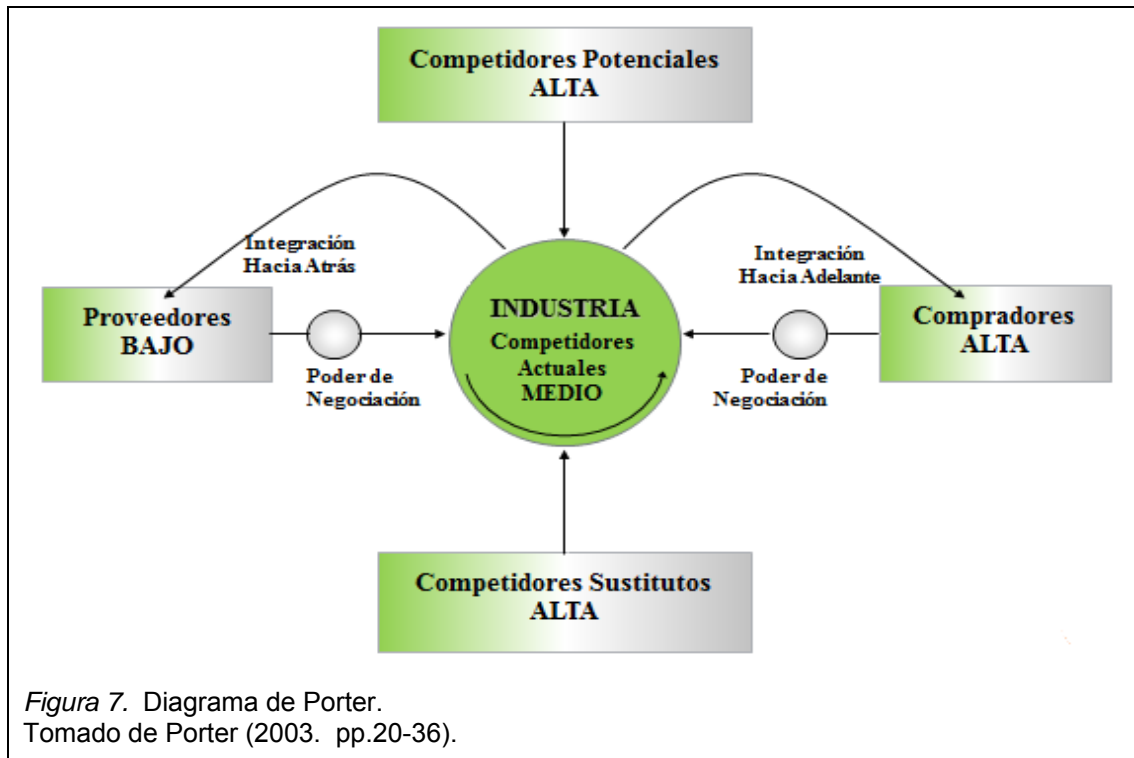 Competidores Potenciales
ALTA
Integración
Hacia Atrás
Integración
Hacia Adelante
Proveedores
BAJO
INDUSTRIA
Competidores
Actuales
MEDIO
Compradores
ALTA
Poder de
Negociación
Poder de
Negociación
Competidores Sustitutos
ALTA
Figura 7. Diagrama de Porter.
Tomado de Porter (2003. pp.20-36).